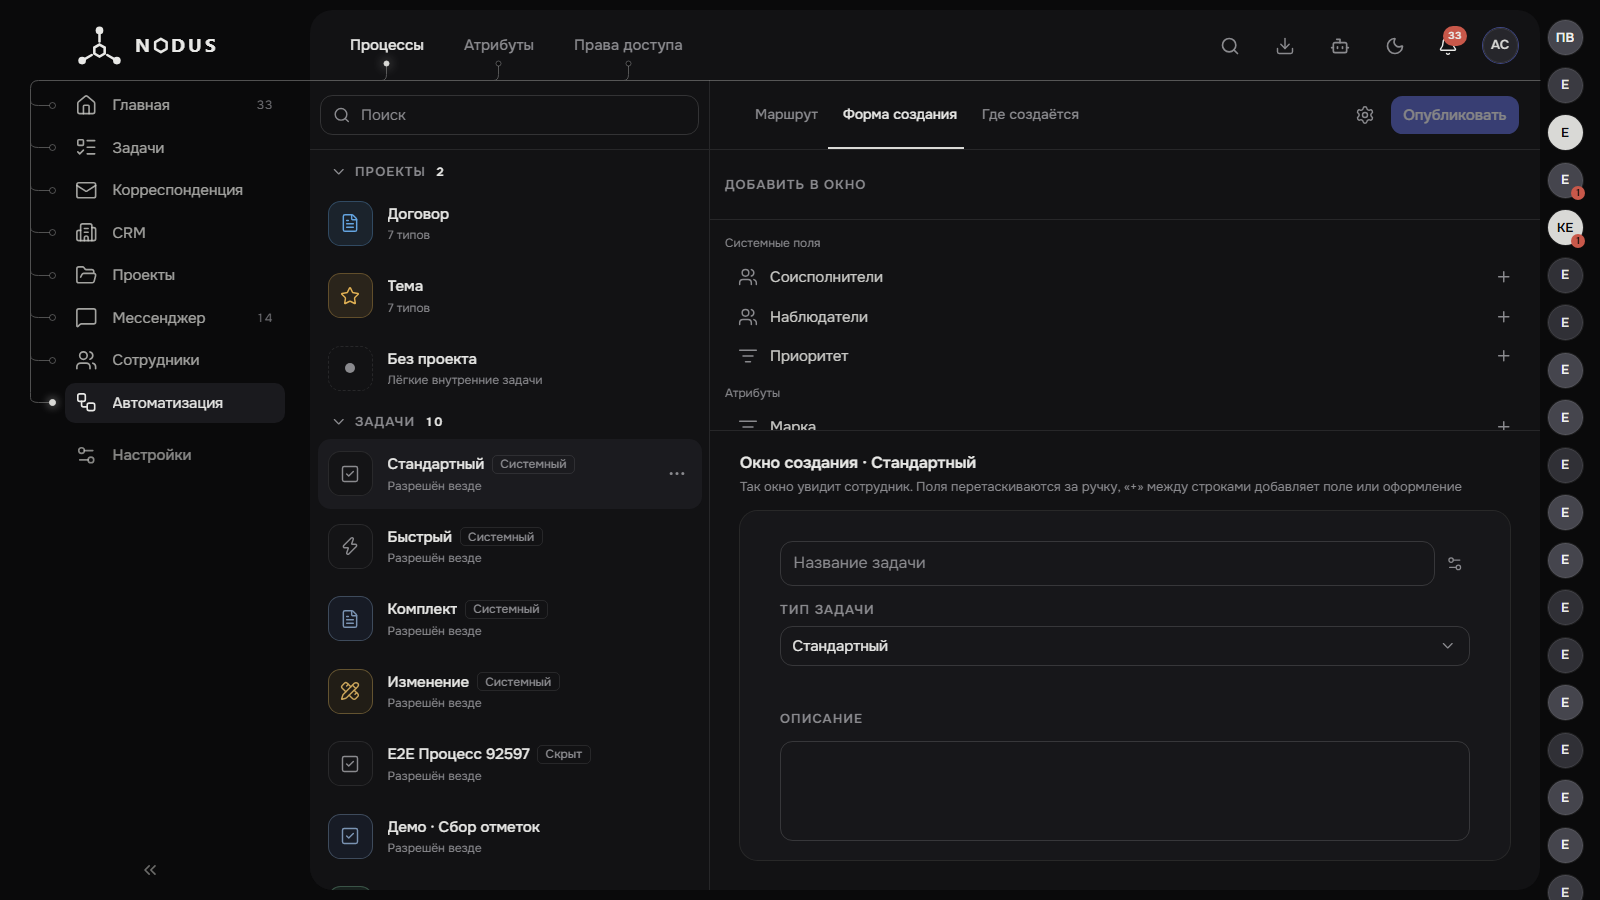 NODUS
Главная 33
Задачи
Корреспонденция
CRM
Проекты
Мессенджер 14
Сотрудники
Автоматизация
Настройки
Процессы Атрибуты Права доступа
33
АС
Поиск
ПРОЕКТЫ 2
Договор
7 типов
Тема
7 типов
Без проекта
Лёгкие внутренние задачи
ЗАДАЧИ 10
Стандартный Системный
Разрешён везде
Быстрый Системный
Разрешён везде
Комплект Системный
Разрешён везде
Изменение Системный
Разрешён везде
E2E Процесс 92597 Скрыт
Разрешён везде
Демо · Сбор отметок
Разрешён везде
Маршрут Форма создания Где создаётся
Опубликовать
ДОБАВИТЬ В ОКНО
Системные поля
Соисполнители
Наблюдатели
Приоритет
Атрибуты
Марка
Окно создания · Стандартный
Так окно увидит сотрудник. Поля перетаскиваются за ручку, «+» между строками добавляет поле или оформление
Название задачи
ТИП ЗАДАЧИ
Стандартный
ОПИСАНИЕ
ПВ
Е
Е
Е
1
КЕ
1
Е
Е
Е
Е
Е
Е
Е
Е
Е
Е
Е
Е
Е
Е